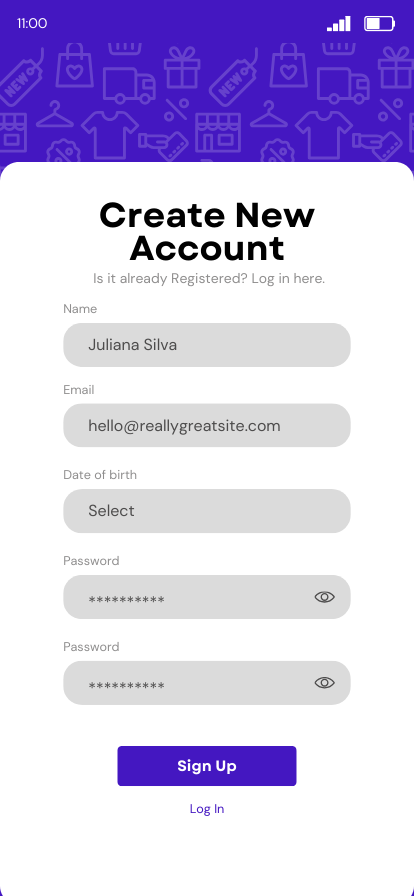 11:00
NEW
NEW
Create New
Account
Is it already Registered? Log in here.
Name
Juliana Silva
Email
hello@reallygreatsite.com
Date of birth
Select
Password
**********
Password
**********
Sign Up
Log In